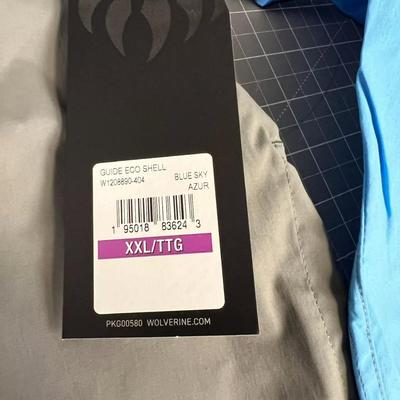 GUIDE ECO SHELL
W1208890-404 BLUE SKY
AZUR
1 95018 83624 3
XXL/TTG
PKG00580 WOLVERINE.COM